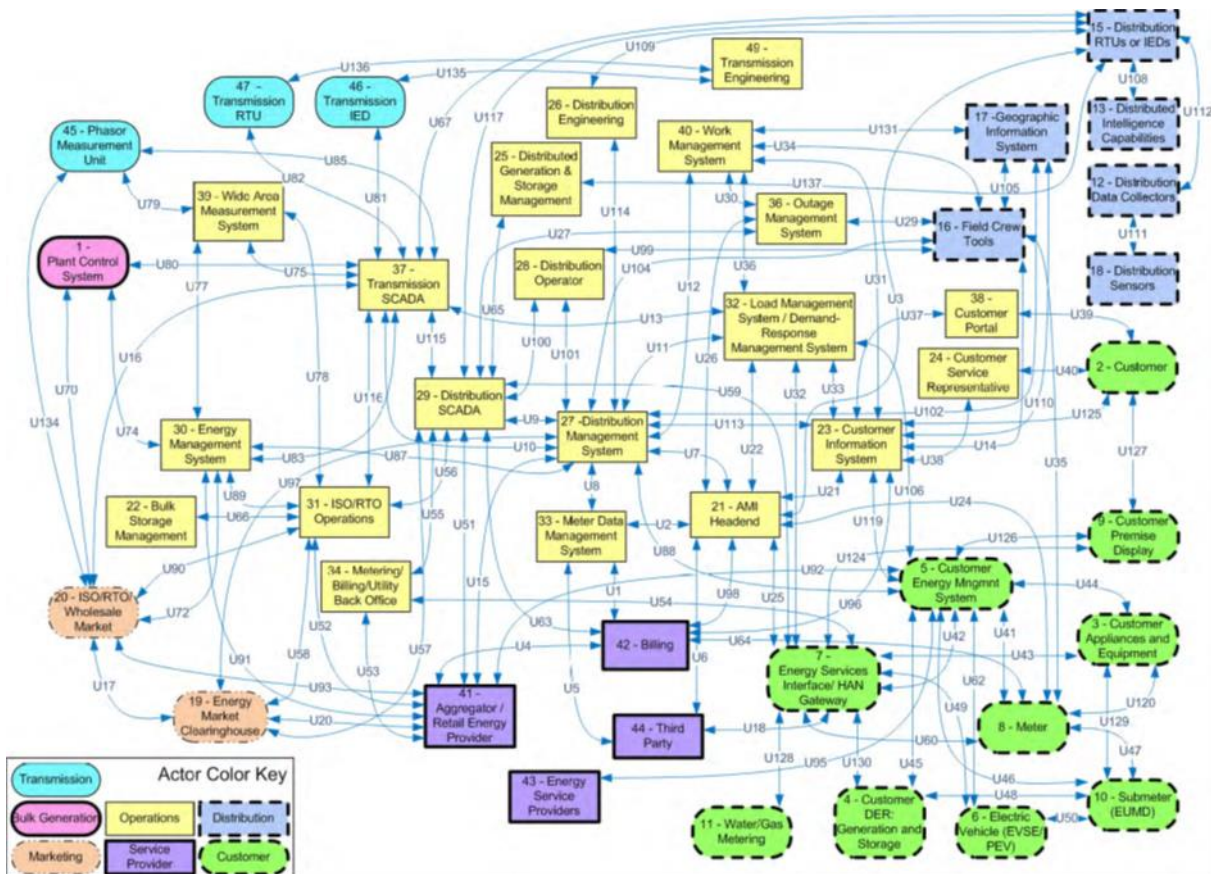 15 - Distribution
RTUs or IEDs
U109
49 -
Transmission
Engineering
U136
U135
47 -
Transmission
RTU
46 -
Transmission
IED
U67
U117
U108
U112
26 - Distribution
Engineering
13 - Distributed
Intelligence
Capabilities
17 -Geographic
Information
System
45 - Phasor
Measurement
Unit
40 - Work
Management
System
U131
U34
25 - Distributed
Generation &
Storage
Management
U85
U82
U81
U137
U105
12 - Distribution
Data Collectors
39 - Wide Area
Measurement
System
U79
U30
36 - Outage
Management
System
U29
U114
U27
16 - Field Crew
Tools
U111
1 -
Plant Control
System
U80
U75
U99
U104
28 - Distribution
Operator
37 -
Transmission
SCADA
18 - Distribution
Sensors
U77
U36
U31
U3
U12
32 - Load Management
System / Demand-
Response
Management System
38 -
Customer
Portal
U37
U39
U13
U65
U16
U115
U100
U101
U11
U26
24 - Customer
Service
Representative
U40
2 - Customer
U70
U78
U116
U59
U32
U33
29 - Distribution
SCADA
U9
27 -Distribution
Management
System
U102
U110
U125
U113
23 - Customer
Information
System
U134
U74
30 - Energy
Management
System
U83
U87
U10
U14
U127
U38
U35
U97
U56
U7
U22
U89
U8
U21
U106
22 - Bulk
Storage
Management
U66
31 - ISO/RTO
Operations
21 - AMI
Headend
U24
U55
U51
33 - Meter Data
Management
System
U2
U119
9 - Customer
Premise
Display
U90
U88
U124
U126
34 - Metering/
Billing/Utility
Back Office
U15
U92
5 - Customer
Energy Mngmnt
System
20 - ISO/RTO/
Wholesale
Market
U1
U98
U25
U96
U44
U72
U52
U54
U63
U64
3 - Customer
Appliances and
Equipment
U58
U57
U4
42 - Billing
U42
U41
U43
U91
U53
U6
7 -
Energy Services
Interface/ HAN
Gateway
U17
U93
U5
U62
19 - Energy
Market
Clearinghouse
U20
41 -
Aggregator /
Retail Energy
Provider
U49
8 - Meter
U120
U129
44 - Third
Party
U18
U60
U47
U128
U95
U130
U45
U46
Actor Color Key
Transmission
Bulk Generation
Operations
Distribution
Marketing
Service
Provider
Customer
43 - Energy
Service
Providers
U48
U50
11 - Water/Gas
Metering
4 - Customer
DER:
Generation and
Storage
6 - Electric
Vehicle (EVSE/
PEV)
10 - Submeter
(EUMD)